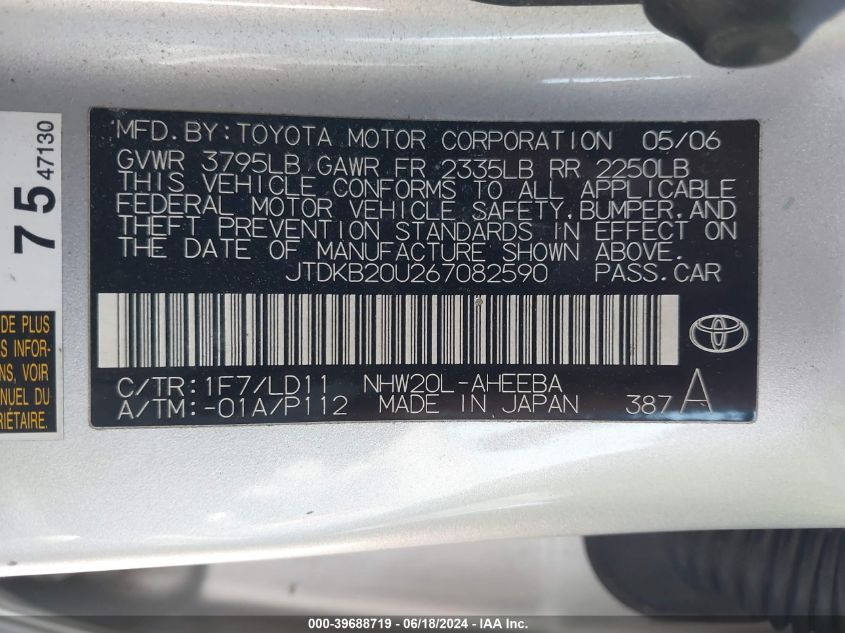 MFD. BY: TOYOTA MOTOR CORPORATION 05/06
GVWR 3795LB GAWR FR 2335LB RR 2250LB
THIS VEHICLE CONFORMS TO ALL APPLICABLE
FEDERAL MOTOR VEHICLE SAFETY, BUMPER, AND
THEFT PREVENTION STANDARDS IN EFFECT ON
THE DATE OF MANUFACTURE SHOWN ABOVE.
JTDKB20U267082590 PASS.CAR
C/TR: 1F7/LD11 NHW20L-AHEEBA
A/TM: -01A/P112 MADE IN JAPAN 387 A
75 47130
DE PLUS
S INFOR-
NS, VOIR
NUEL DU
RIÉTAIRE.
000-39688719 - 06/18/2024 - IAA Inc.